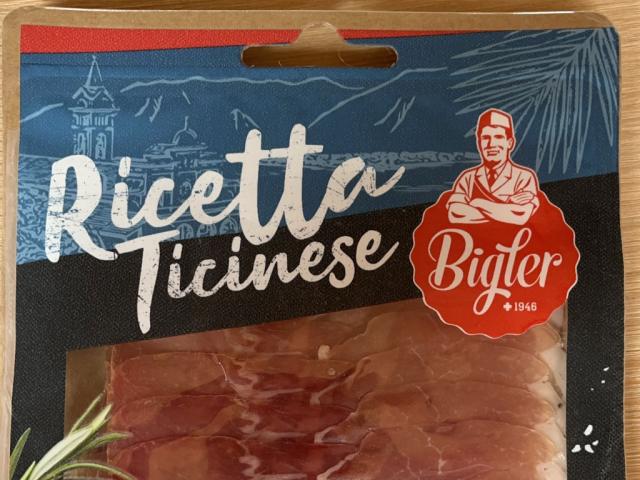 Ricetta
Ticinese
Bigler
1946